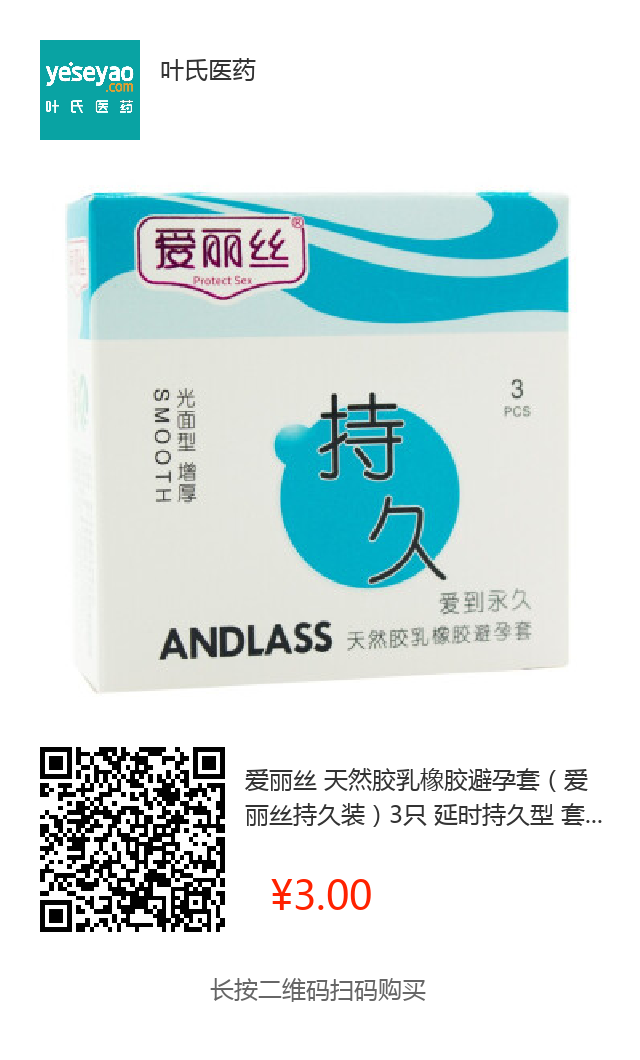 yeseyao
.com
叶氏医药
叶氏医药
爱丽丝®
Protect Sex
光面型 增厚
SMOOTH
3
PCS
持久
爱到永久
ANDLASS 天然胶乳橡胶避孕套
爱丽丝 天然胶乳橡胶避孕套（爱
丽丝持久装）3只 延时持久型 套...
¥3.00
长按二维码扫码购买